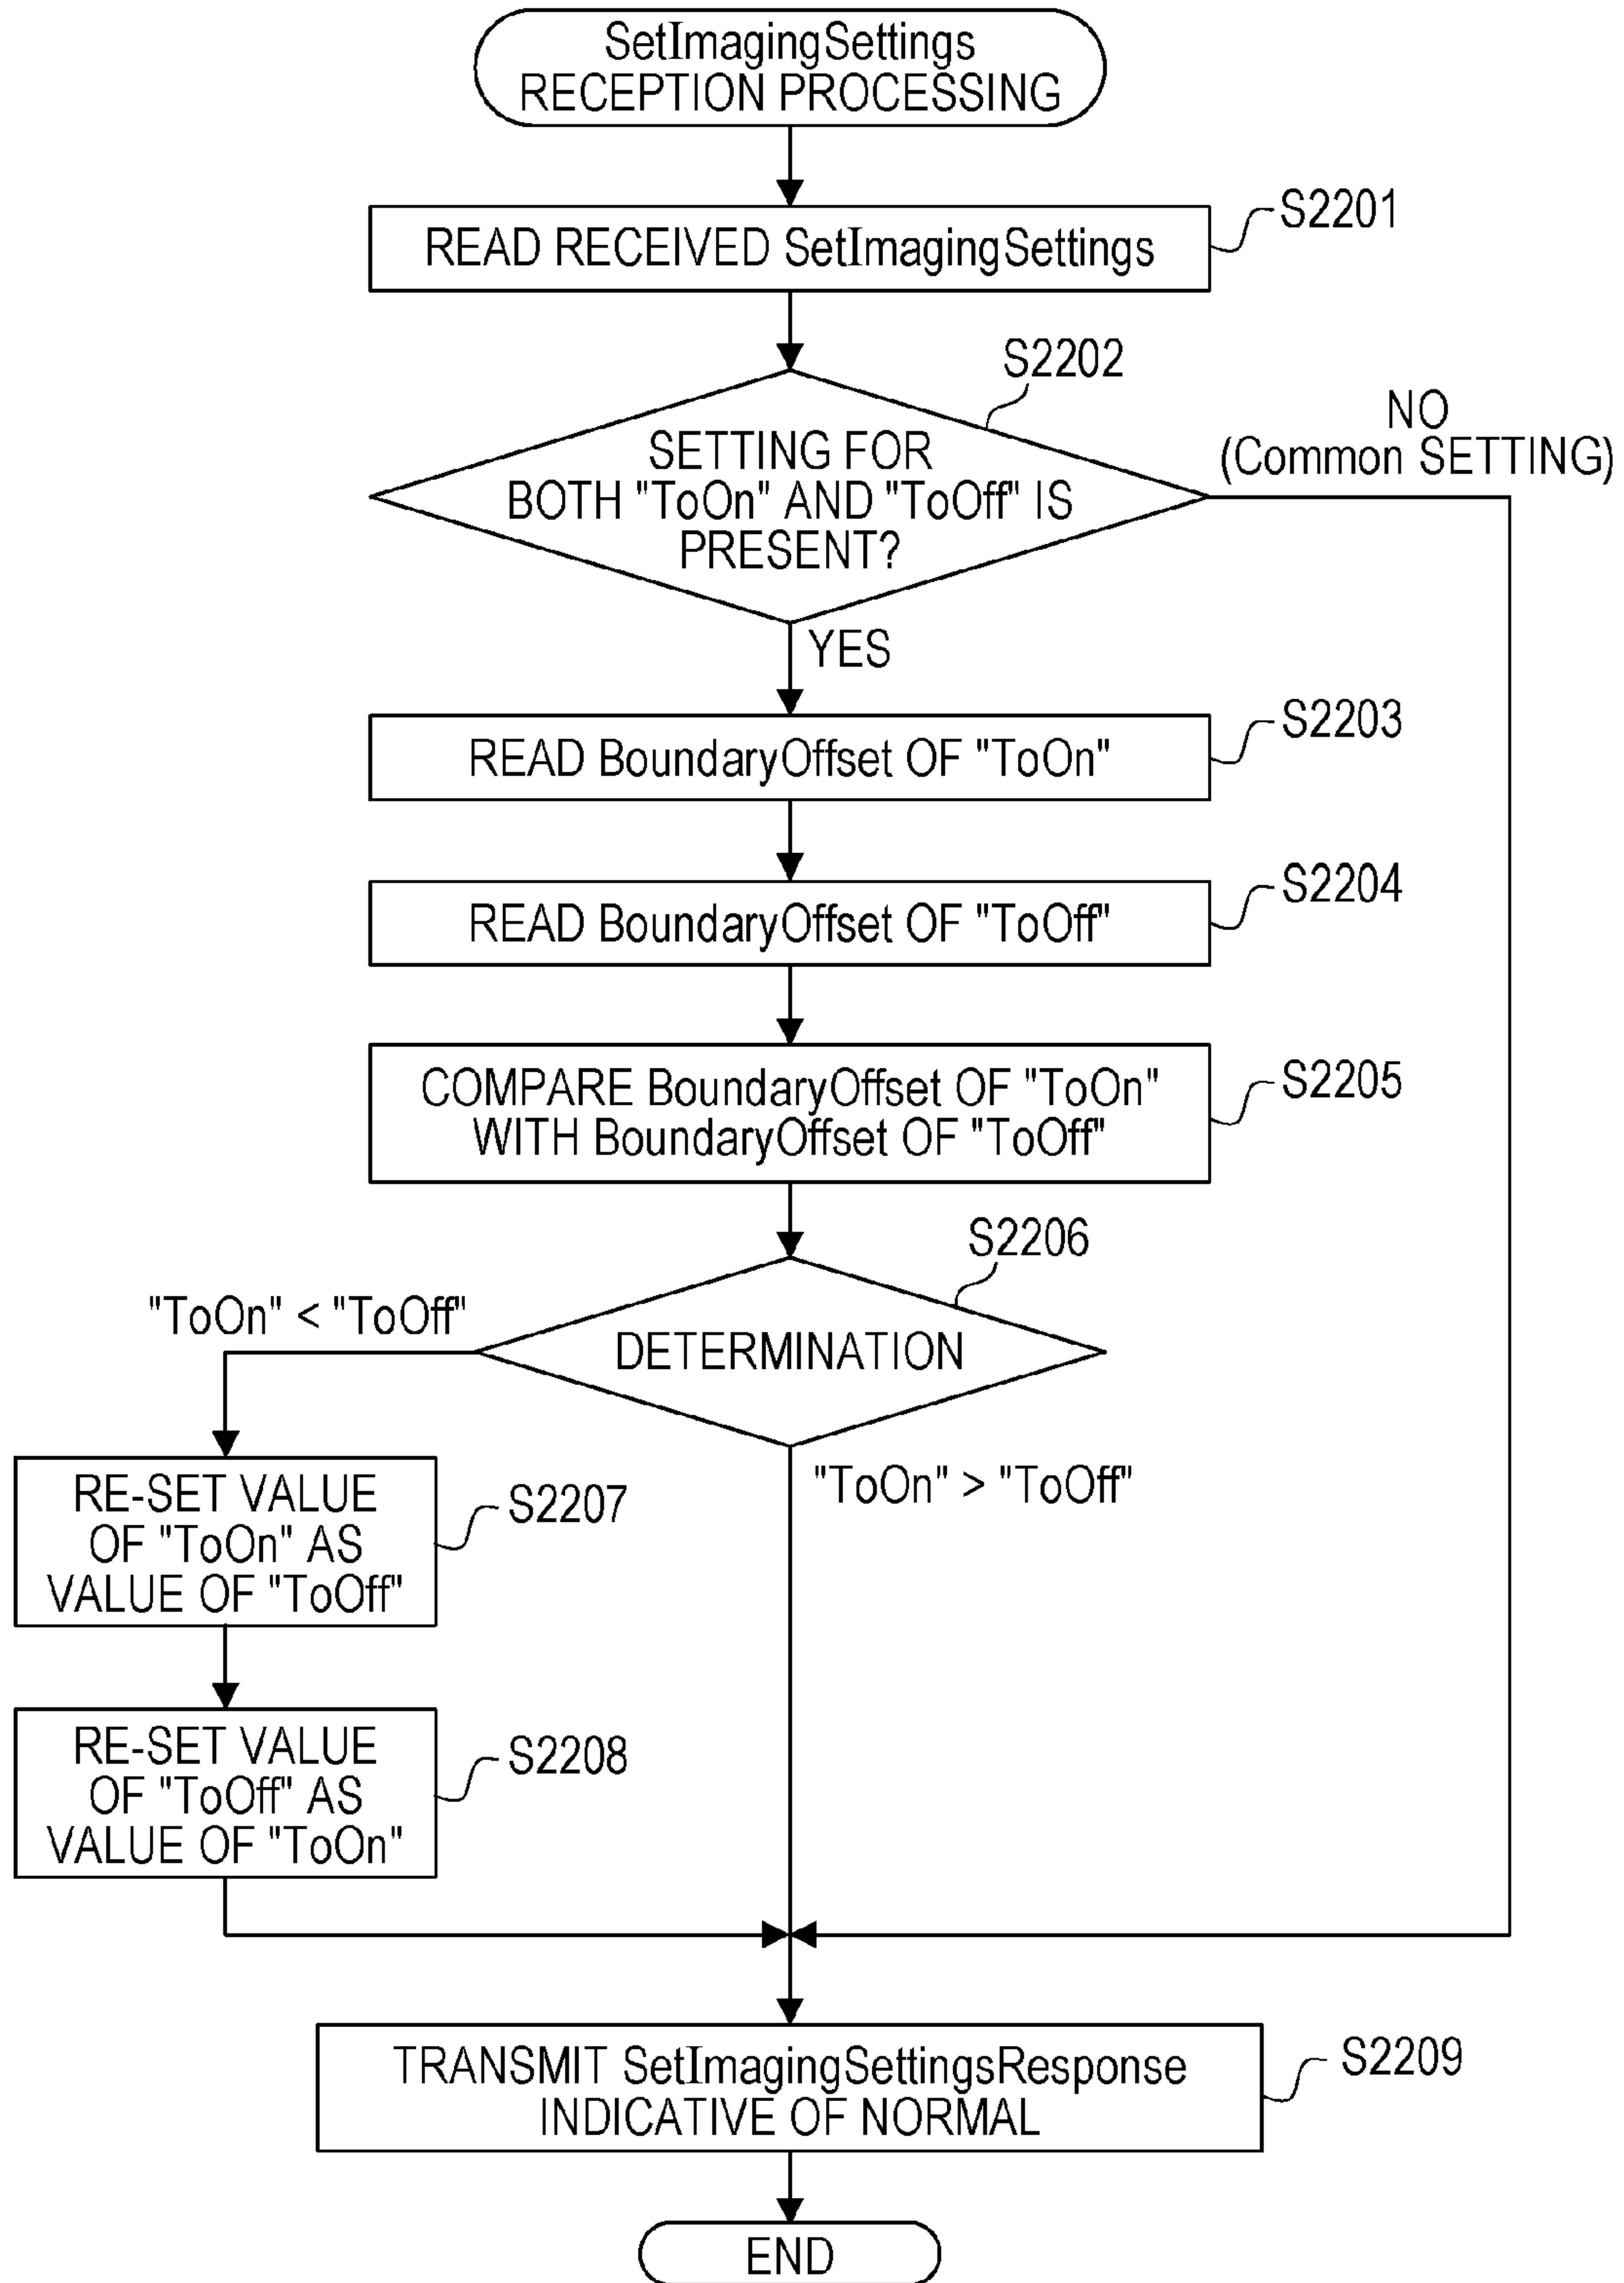 SetImagingSettings
RECEPTION PROCESSING
S2201
READ RECEIVED SetImagingSettings
S2202
NO
(Common SETTING)
SETTING FOR
BOTH "ToOn" AND "ToOff" IS
PRESENT?
YES
S2203
READ BoundaryOffset OF "ToOn"
S2204
READ BoundaryOffset OF "ToOff"
S2205
COMPARE BoundaryOffset OF "ToOn"
WITH BoundaryOffset OF "ToOff"
S2206
"ToOn" < "ToOff"
DETERMINATION
"ToOn" > "ToOff"
S2207
RE-SET VALUE
OF "ToOn" AS
VALUE OF "ToOff"
S2208
RE-SET VALUE
OF "ToOff" AS
VALUE OF "ToOn"
S2209
TRANSMIT SetImagingSettingsResponse
INDICATIVE OF NORMAL
END